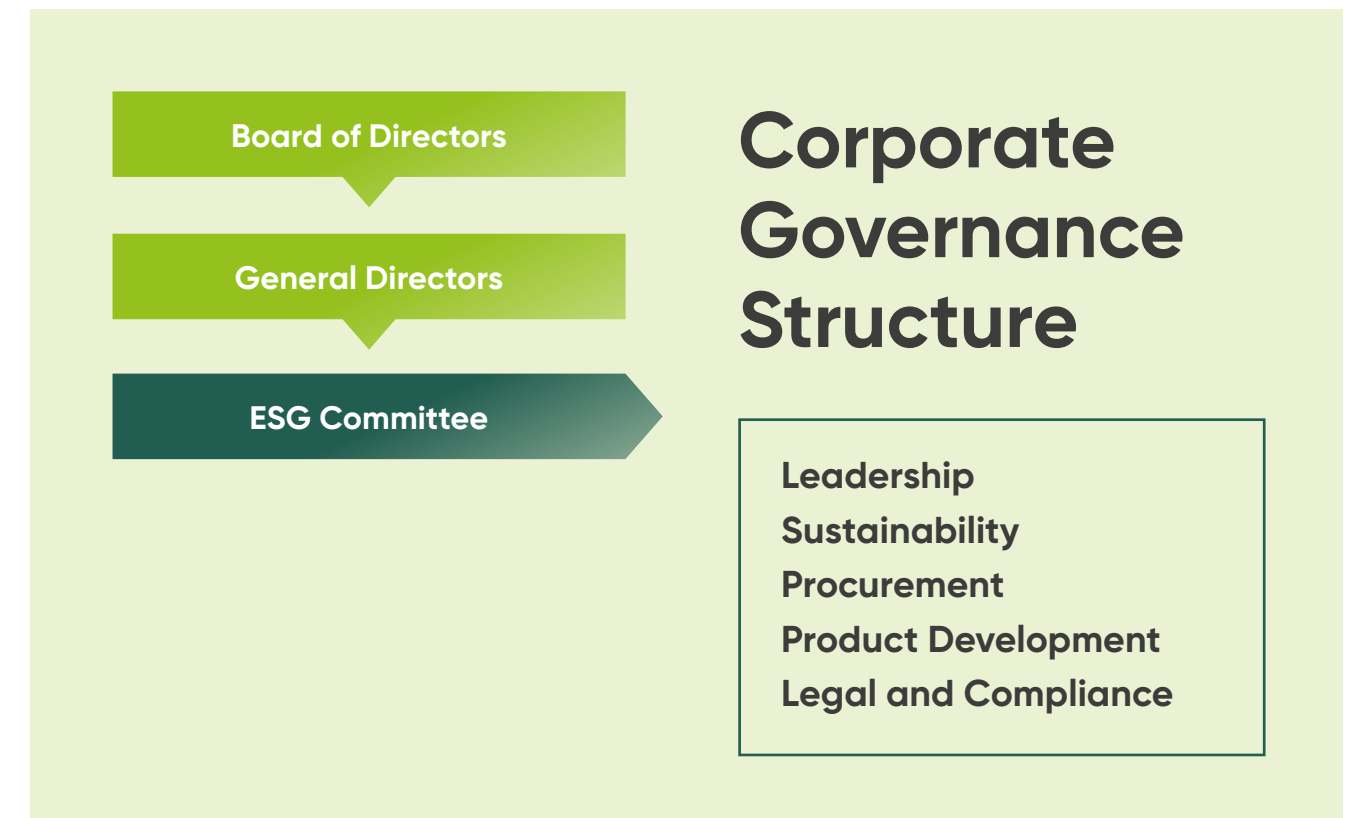 Board of Directors
General Directors
ESG Committee
Corporate
Governance
Structure
Leadership
Sustainability
Procurement
Product Development
Legal and Compliance